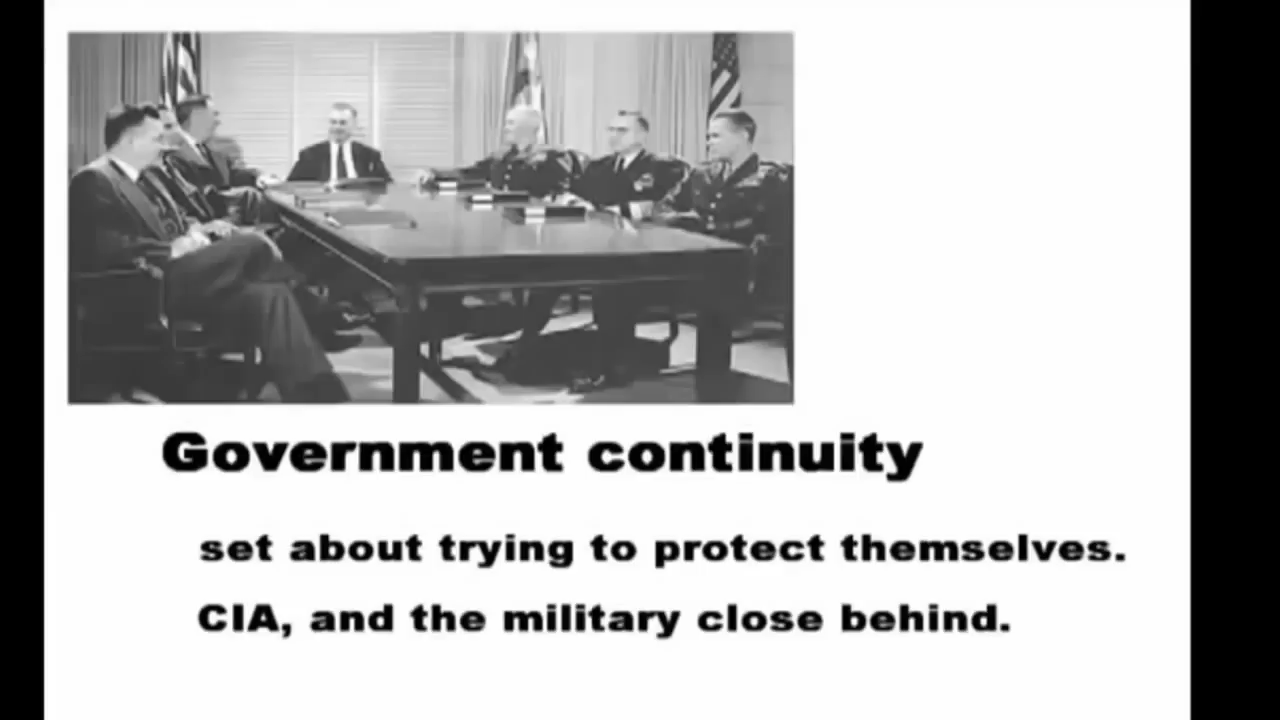 Government continuity
set about trying to protect themselves.
CIA, and the military close behind.